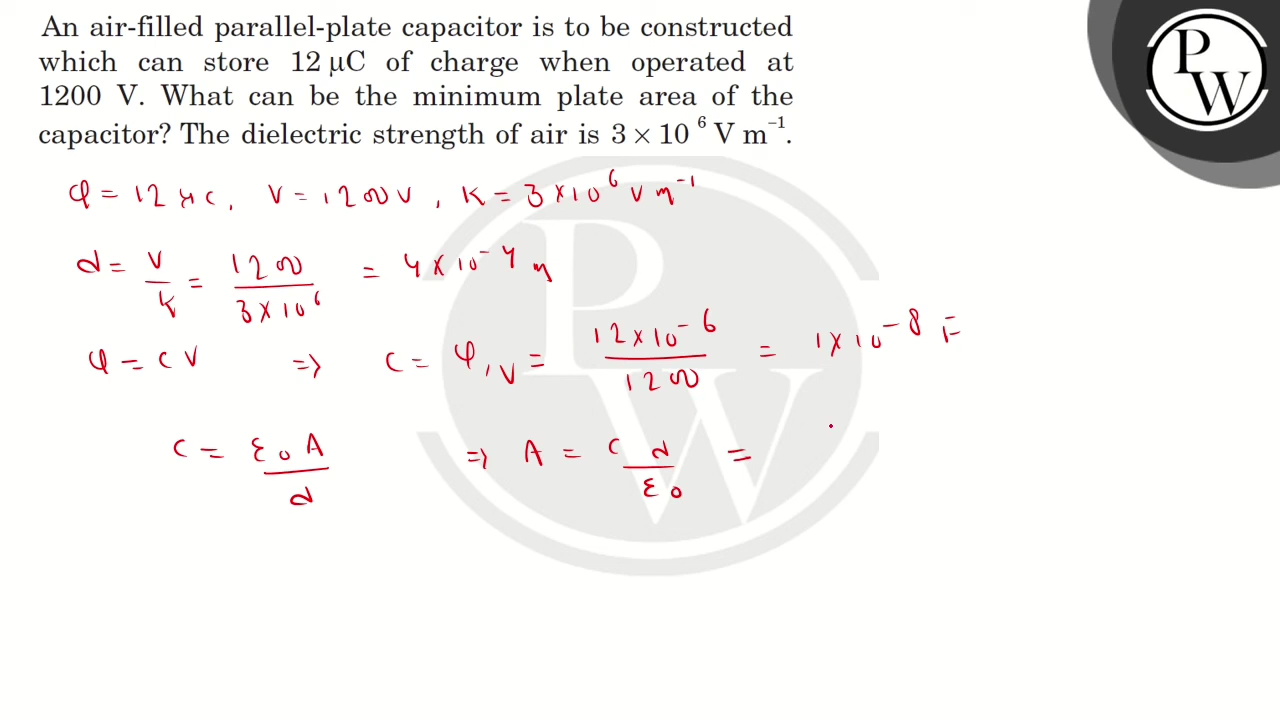 An air-filled parallel-plate capacitor is to be constructed
which can store 12 μC of charge when operated at
1200 V. What can be the minimum plate area of the
capacitor? The dielectric strength of air is 3 × 10⁶ V m⁻¹.
PW
φ = 12 μC, V = 1200 V, K = 3 × 10⁶ V m⁻¹
d = V/K = 1200/3×10⁶ = 4 × 10⁻⁴ m
φ = CV ⇒ C = φ/V = 12×10⁻⁶/1200 = 1×10⁻⁸ F
C = ε₀A/d ⇒ A = Cd/ε₀ =
PW